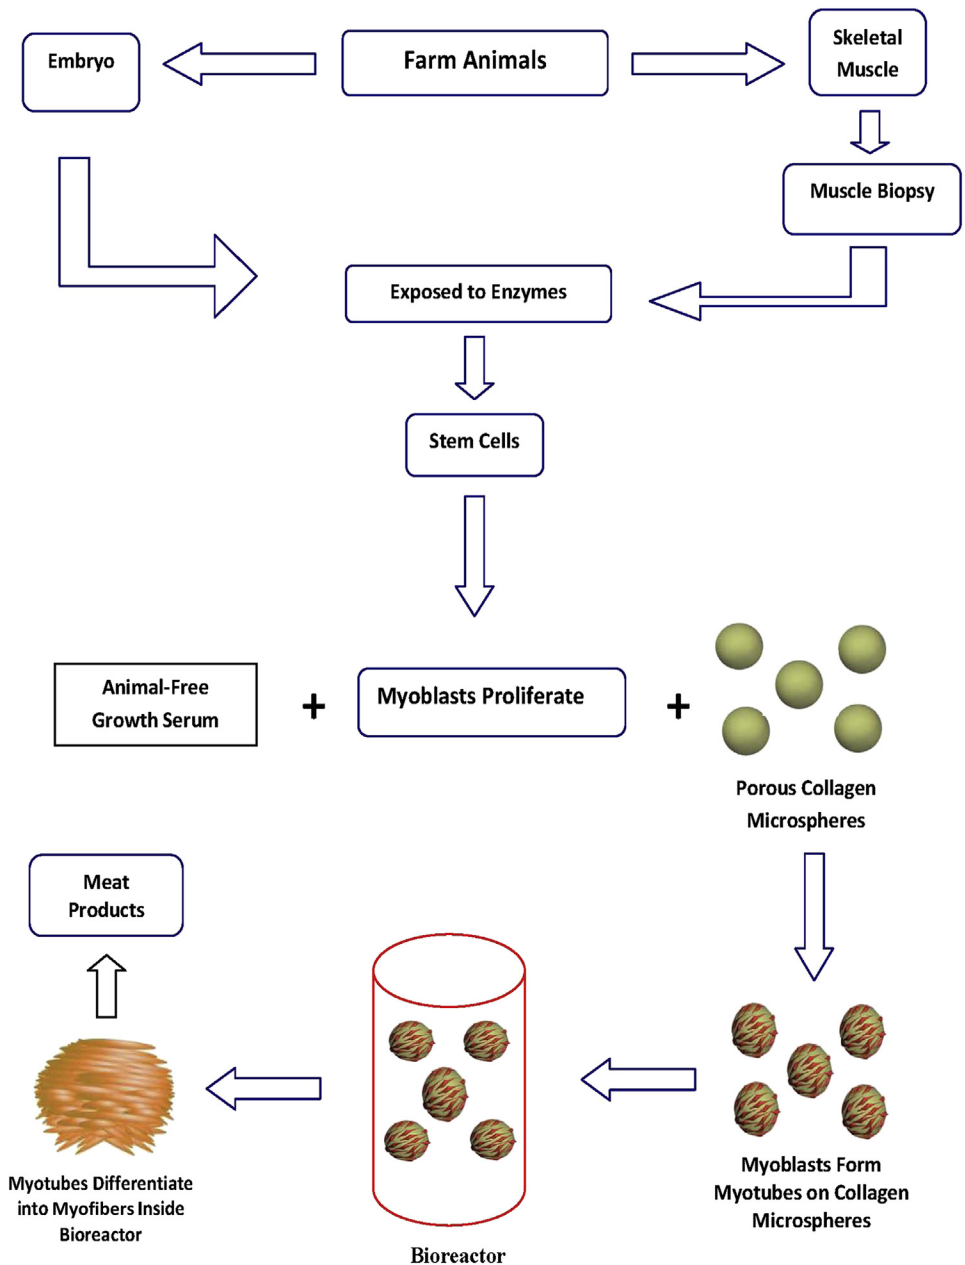 Embryo
Farm Animals
Skeletal
Muscle
Muscle Biopsy
Exposed to Enzymes
Stem Cells
Animal-Free
Growth Serum
+
Myoblasts Proliferate
+
Porous Collagen
Microspheres
Meat
Products
Myoblasts Form
Myotubes on Collagen
Microspheres
Bioreactor
Myotubes Differentiate
into Myofibers Inside
Bioreactor